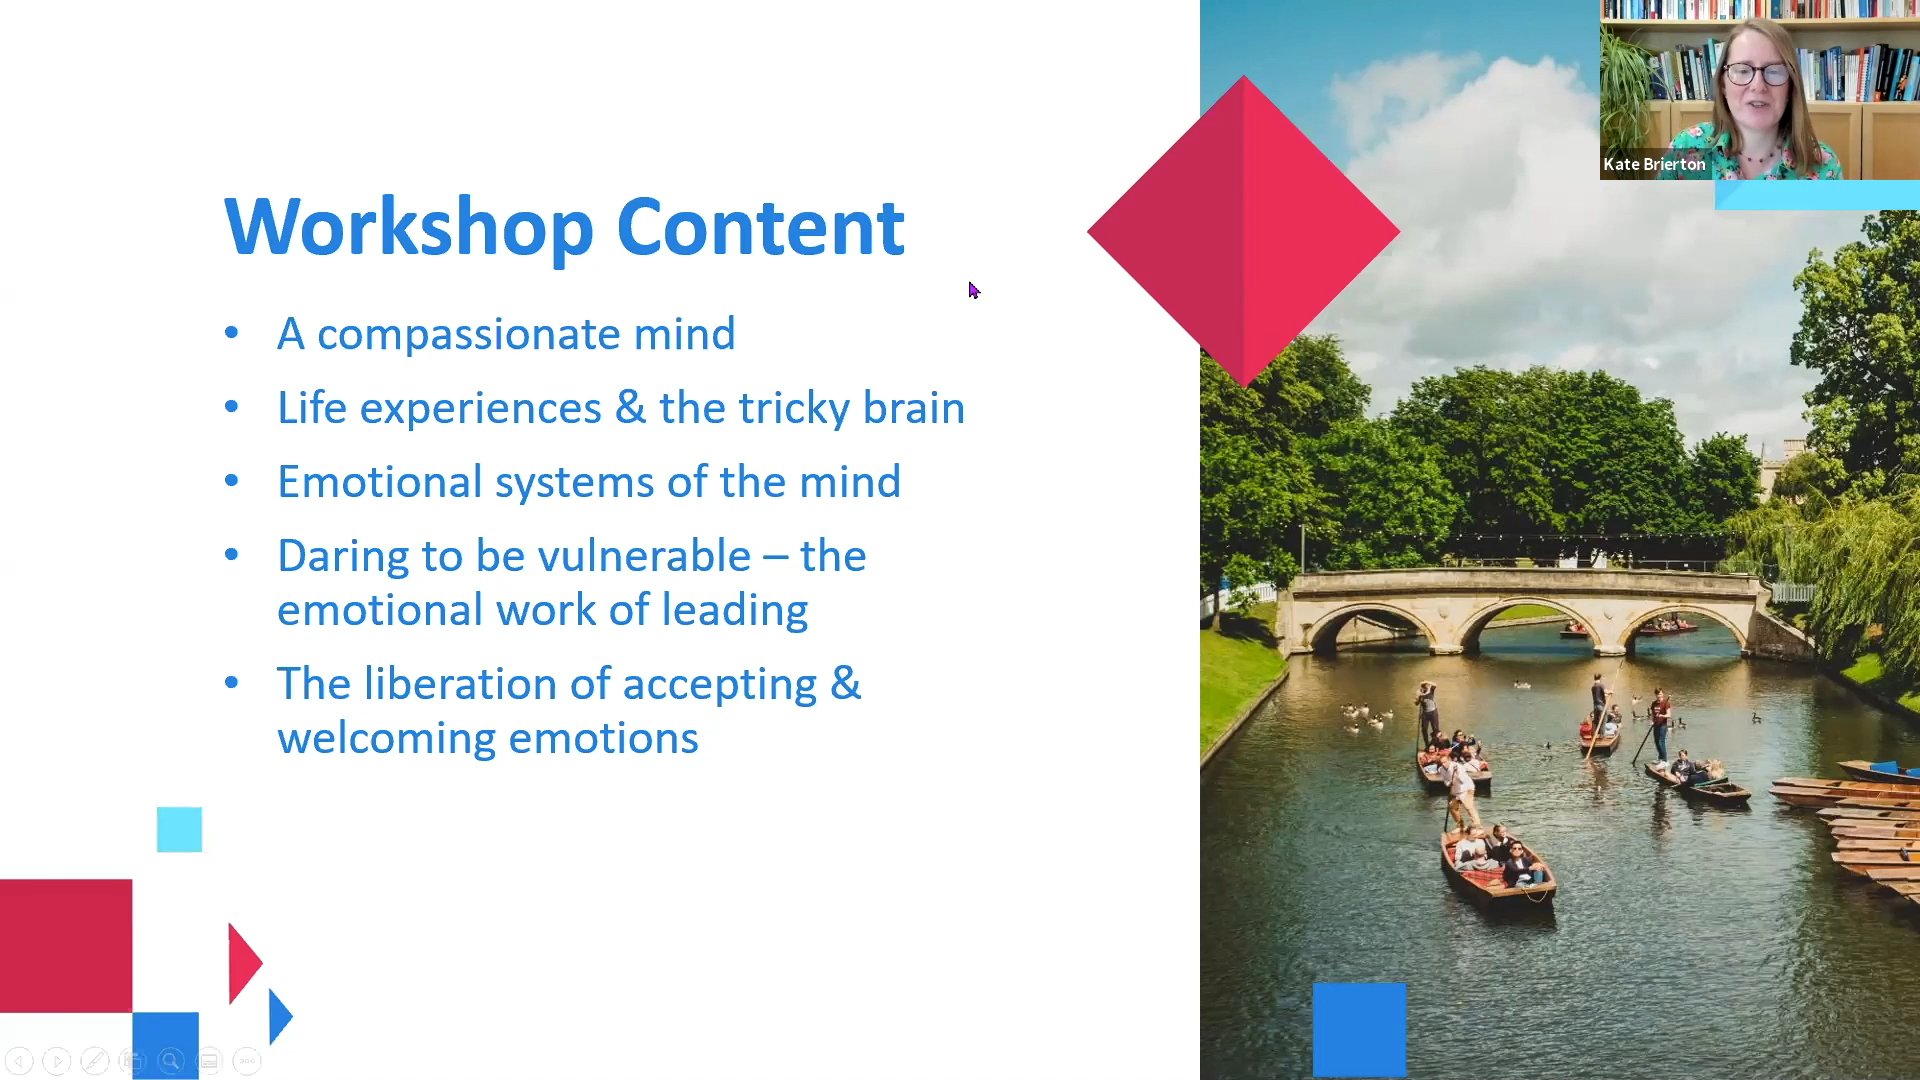 Kate Brierton
Workshop Content
• A compassionate mind
• Life experiences & the tricky brain
• Emotional systems of the mind
• Daring to be vulnerable – the
emotional work of leading
• The liberation of accepting &
welcoming emotions